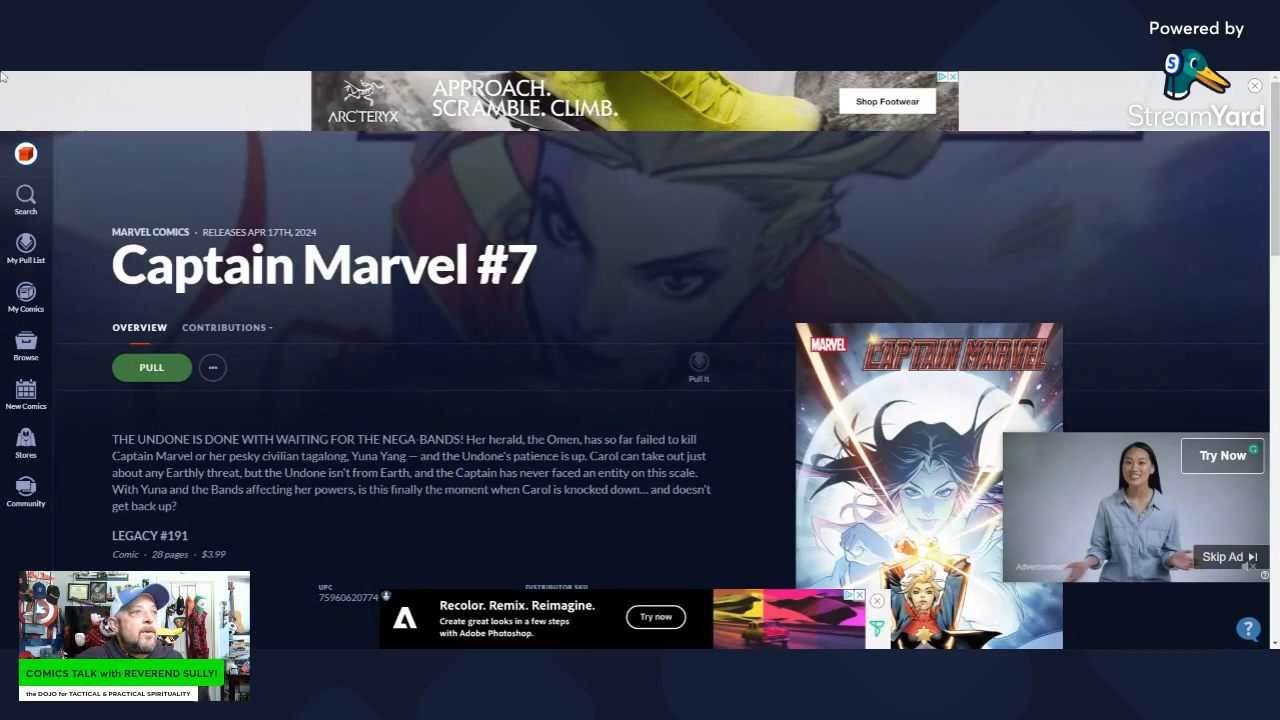 Powered by
S
StreamYard
ARC'TERYX
APPROACH.
SCRAMBLE. CLIMB.
Shop Footwear
Search
My Pull List
My Comics
Browse
New Comics
Stores
Community
MARVEL COMICS · RELEASES APR 17TH, 2024
Captain Marvel #7
OVERVIEW CONTRIBUTIONS
PULL
Pull It
THE UNDONE IS DONE WITH WAITING FOR THE NEGA-BANDS! Her herald, the Omen, has so far failed to kill
Captain Marvel or her pesky civilian tagalong, Yuna Yang — and the Undone's patience is up. Carol can take out just
about any Earthly threat, but the Undone isn't from Earth, and the Captain has never faced an entity on this scale.
With Yuna and the Bands affecting her powers, is this finally the moment when Carol is knocked down... and doesn't
get back up?
LEGACY #191
Comic · 28 pages · $3.99
UPC DISTRIBUTOR SKU
75960620774
MARVEL
CAPTAIN MARVEL
Try Now
Skip Ad
Advertisement
Recolor. Remix. Reimagine.
Create great looks in a few steps
with Adobe Photoshop.
Try now
?
COMICS TALK with REVEREND SULLY!
the DOJO for TACTICAL & PRACTICAL SPIRITUALITY